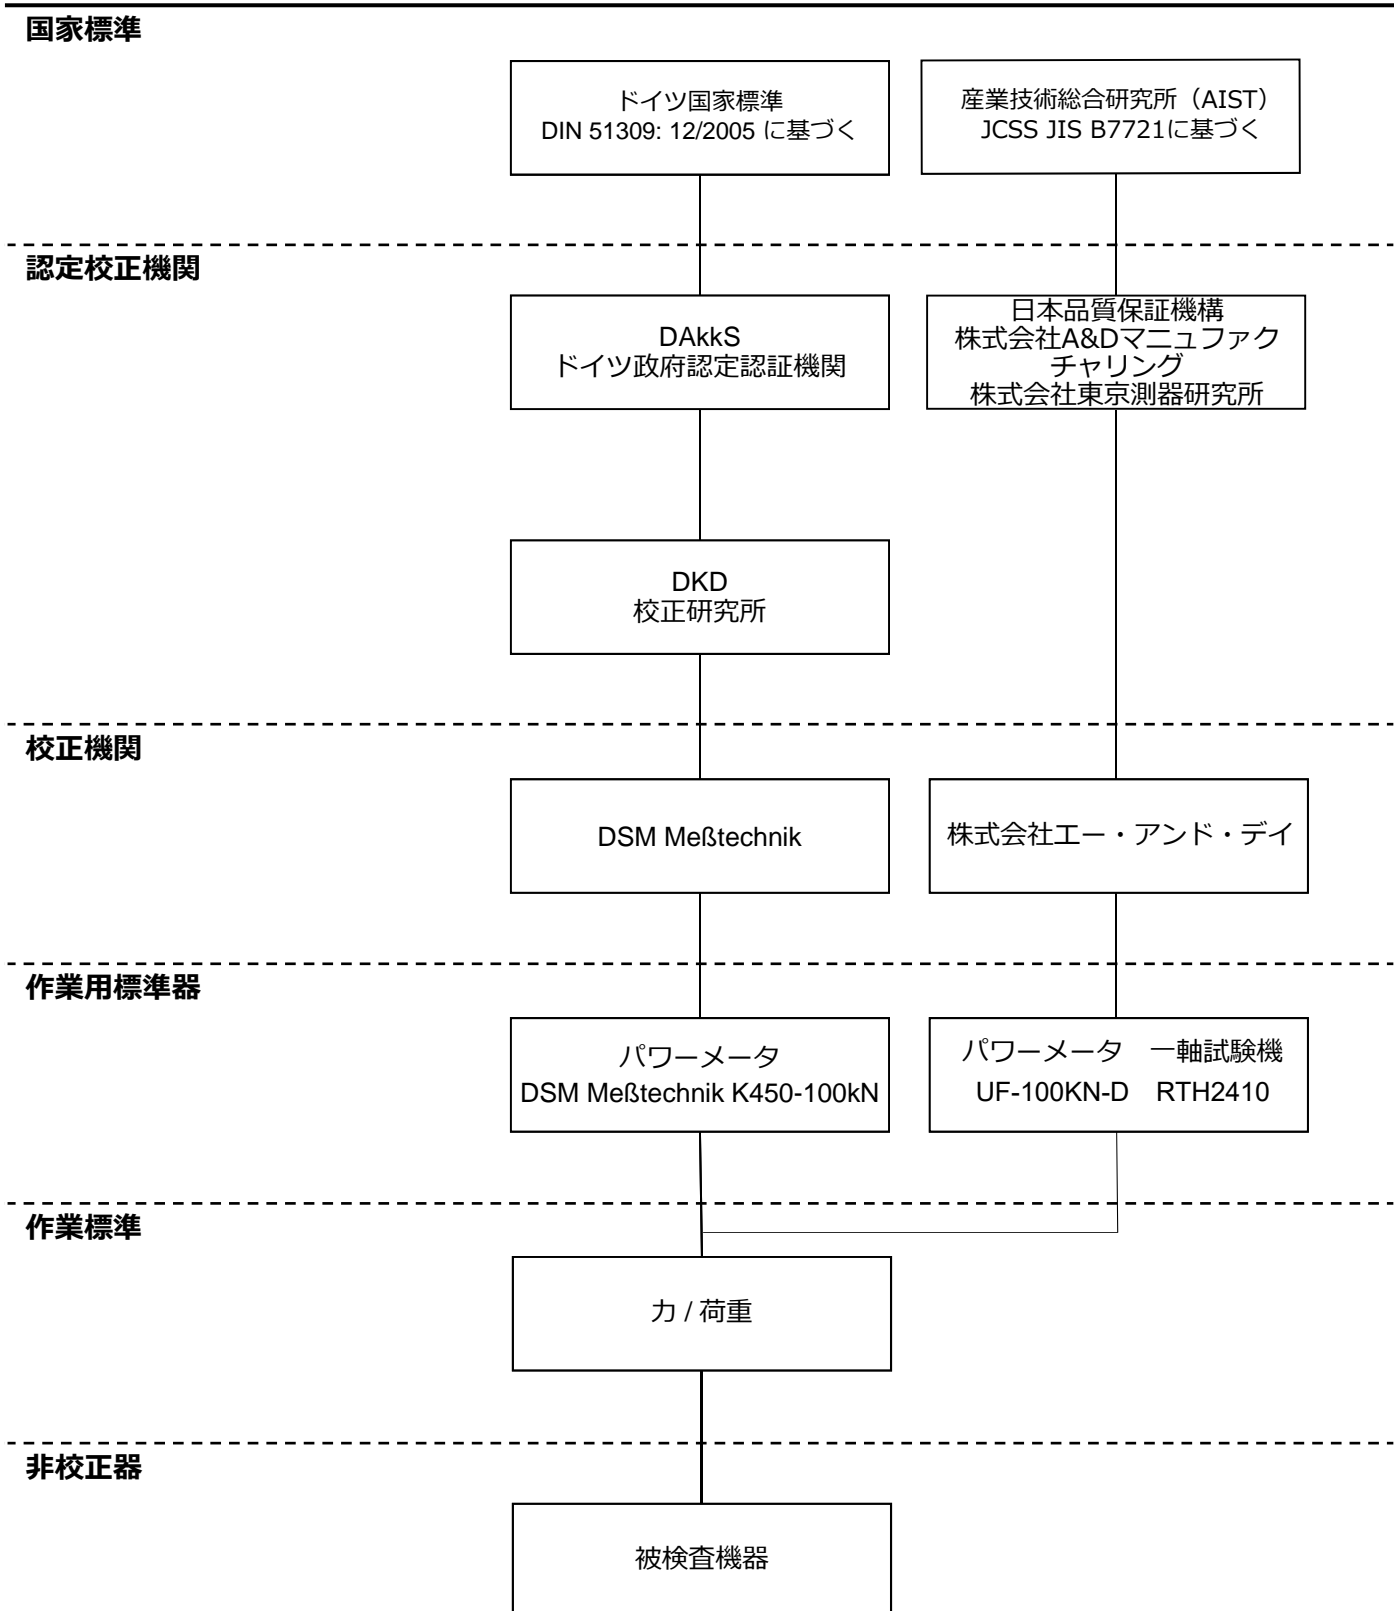 国家標準
ドイツ国家標準
DIN 51309: 12/2005 に基づく
産業技術総合研究所（AIST）
JCSS JIS B7721に基づく
認定校正機関
DAkkS
ドイツ政府認定認証機関
日本品質保証機構
株式会社A&Dマニュファク
チャリング
株式会社東京測器研究所
DKD
校正研究所
校正機関
DSM Meßtechnik
株式会社エー・アンド・デイ
作業用標準器
パワーメータ
DSM Meßtechnik K450-100kN
パワーメータ　一軸試験機
UF-100KN-D　RTH2410
作業標準
力 / 荷重
非校正器
被検査機器